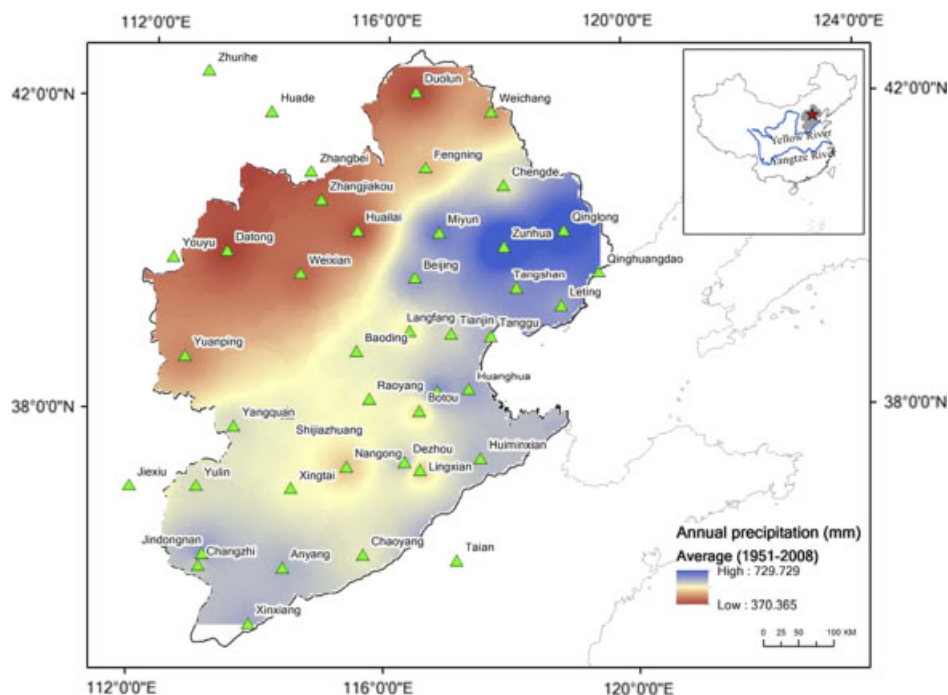 112°0'0"E
116°0'0"E
120°0'0"E
124°0'0"E
Zhurihe
Duolun
42°0'0"N
42°0'0"N
Huade
Weichang
Yellow River
Yangtze River
Zhangbei
Fengning
Chengde
Zhangjiakou
Huailai
Miyun
Qinglong
Zunhua
Youyu
Datong
Weixian
Beijing
Tangshan
Qinghuangdao
Leting
Langfang
Tianjin
Tanggu
Yuanping
Baoding
Raoyang
Huanghua
Botou
38°0'0"N
38°0'0"N
Yangquan
Shijiazhuang
Nangong
Dezhou
Huiminxian
Lingxian
Jiexiu
Yulin
Xingtai
Jindongnan
Changzhi
Anyang
Chaoyang
Taian
Xinxiang
Annual precipitation (mm)
Average (1951-2008)
High : 729.729
Low : 370.365
0 25 50 100 KM
112°0'0"E
116°0'0"E
120°0'0"E